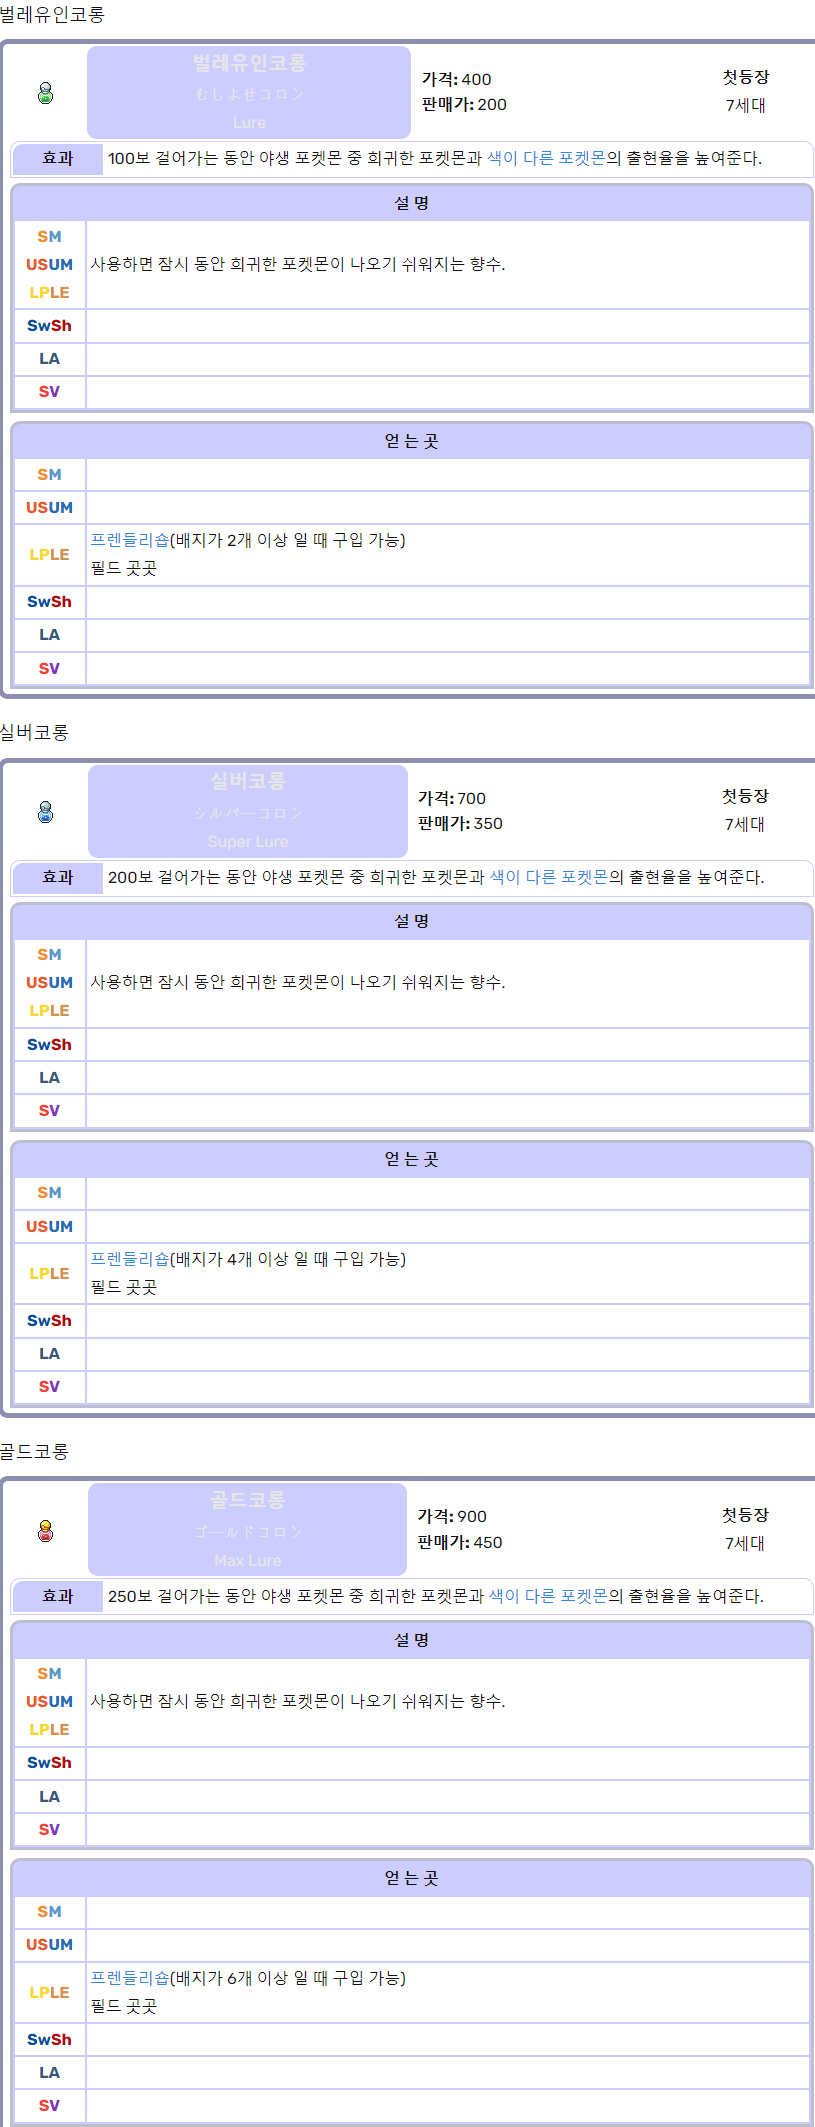 벌레유인코롱
벌레유인코롱
むしよせコロン
Lure
가격: 400
판매가: 200
첫등장
7세대
효과 100보 걸어가는 동안 야생 포켓몬 중 희귀한 포켓몬과 색이 다른 포켓몬의 출현율을 높여준다.
설 명
SM
USUM 사용하면 잠시 동안 희귀한 포켓몬이 나오기 쉬워지는 향수.
LPLE
SwSh
LA
SV
얻 는 곳
SM
USUM
LPLE 프렌들리숍(배지가 2개 이상 일 때 구입 가능)
필드 곳곳
SwSh
LA
SV
실버코롱
실버코롱
シルバーコロン
Super Lure
가격: 700
판매가: 350
첫등장
7세대
효과 200보 걸어가는 동안 야생 포켓몬 중 희귀한 포켓몬과 색이 다른 포켓몬의 출현율을 높여준다.
설 명
SM
USUM 사용하면 잠시 동안 희귀한 포켓몬이 나오기 쉬워지는 향수.
LPLE
SwSh
LA
SV
얻 는 곳
SM
USUM
LPLE 프렌들리숍(배지가 4개 이상 일 때 구입 가능)
필드 곳곳
SwSh
LA
SV
골드코롱
골드코롱
ゴールドコロン
Max Lure
가격: 900
판매가: 450
첫등장
7세대
효과 250보 걸어가는 동안 야생 포켓몬 중 희귀한 포켓몬과 색이 다른 포켓몬의 출현율을 높여준다.
설 명
SM
USUM 사용하면 잠시 동안 희귀한 포켓몬이 나오기 쉬워지는 향수.
LPLE
SwSh
LA
SV
얻 는 곳
SM
USUM
LPLE 프렌들리숍(배지가 6개 이상 일 때 구입 가능)
필드 곳곳
SwSh
LA
SV